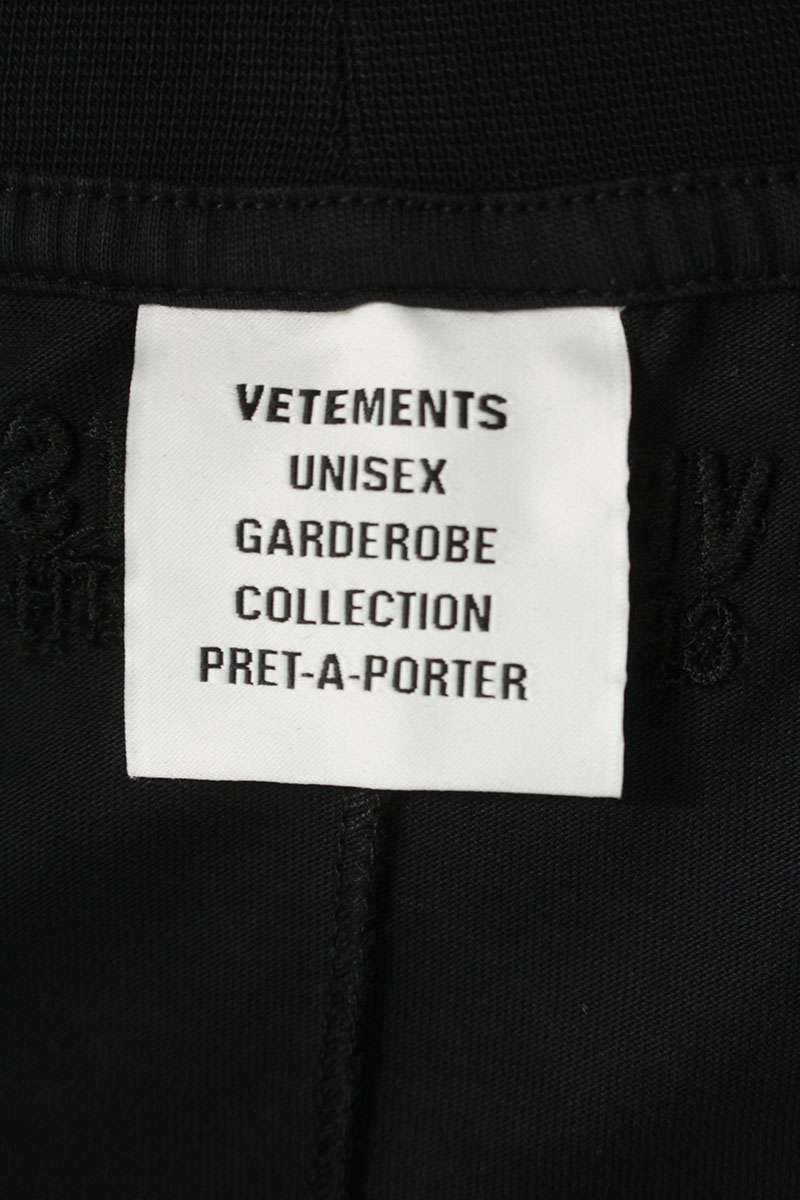 VETEMENTS
UNISEX
GARDEROBE
COLLECTION
PRET-A-PORTER